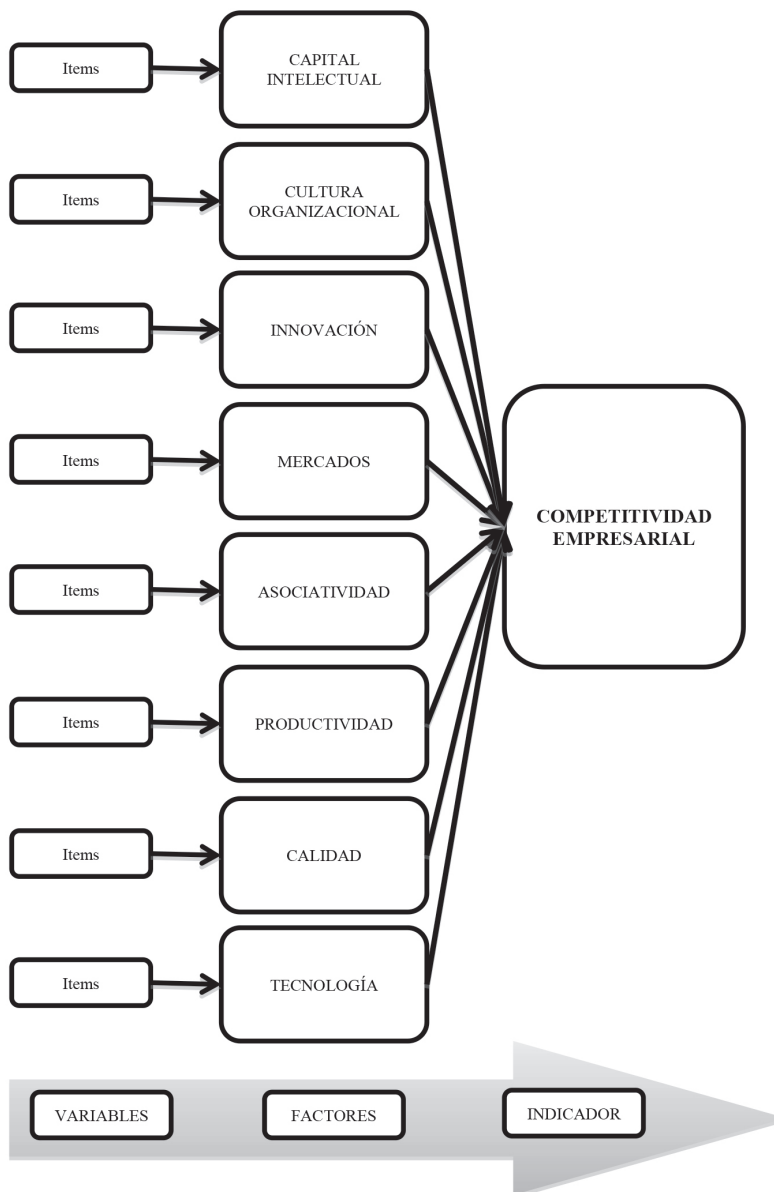 Items
CAPITAL
INTELECTUAL
Items
CULTURA
ORGANIZACIONAL
Items
INNOVACIÓN
Items
MERCADOS
Items
ASOCIATIVIDAD
Items
PRODUCTIVIDAD
Items
CALIDAD
Items
TECNOLOGÍA
COMPETITIVIDAD
EMPRESARIAL
VARIABLES
FACTORES
INDICADOR